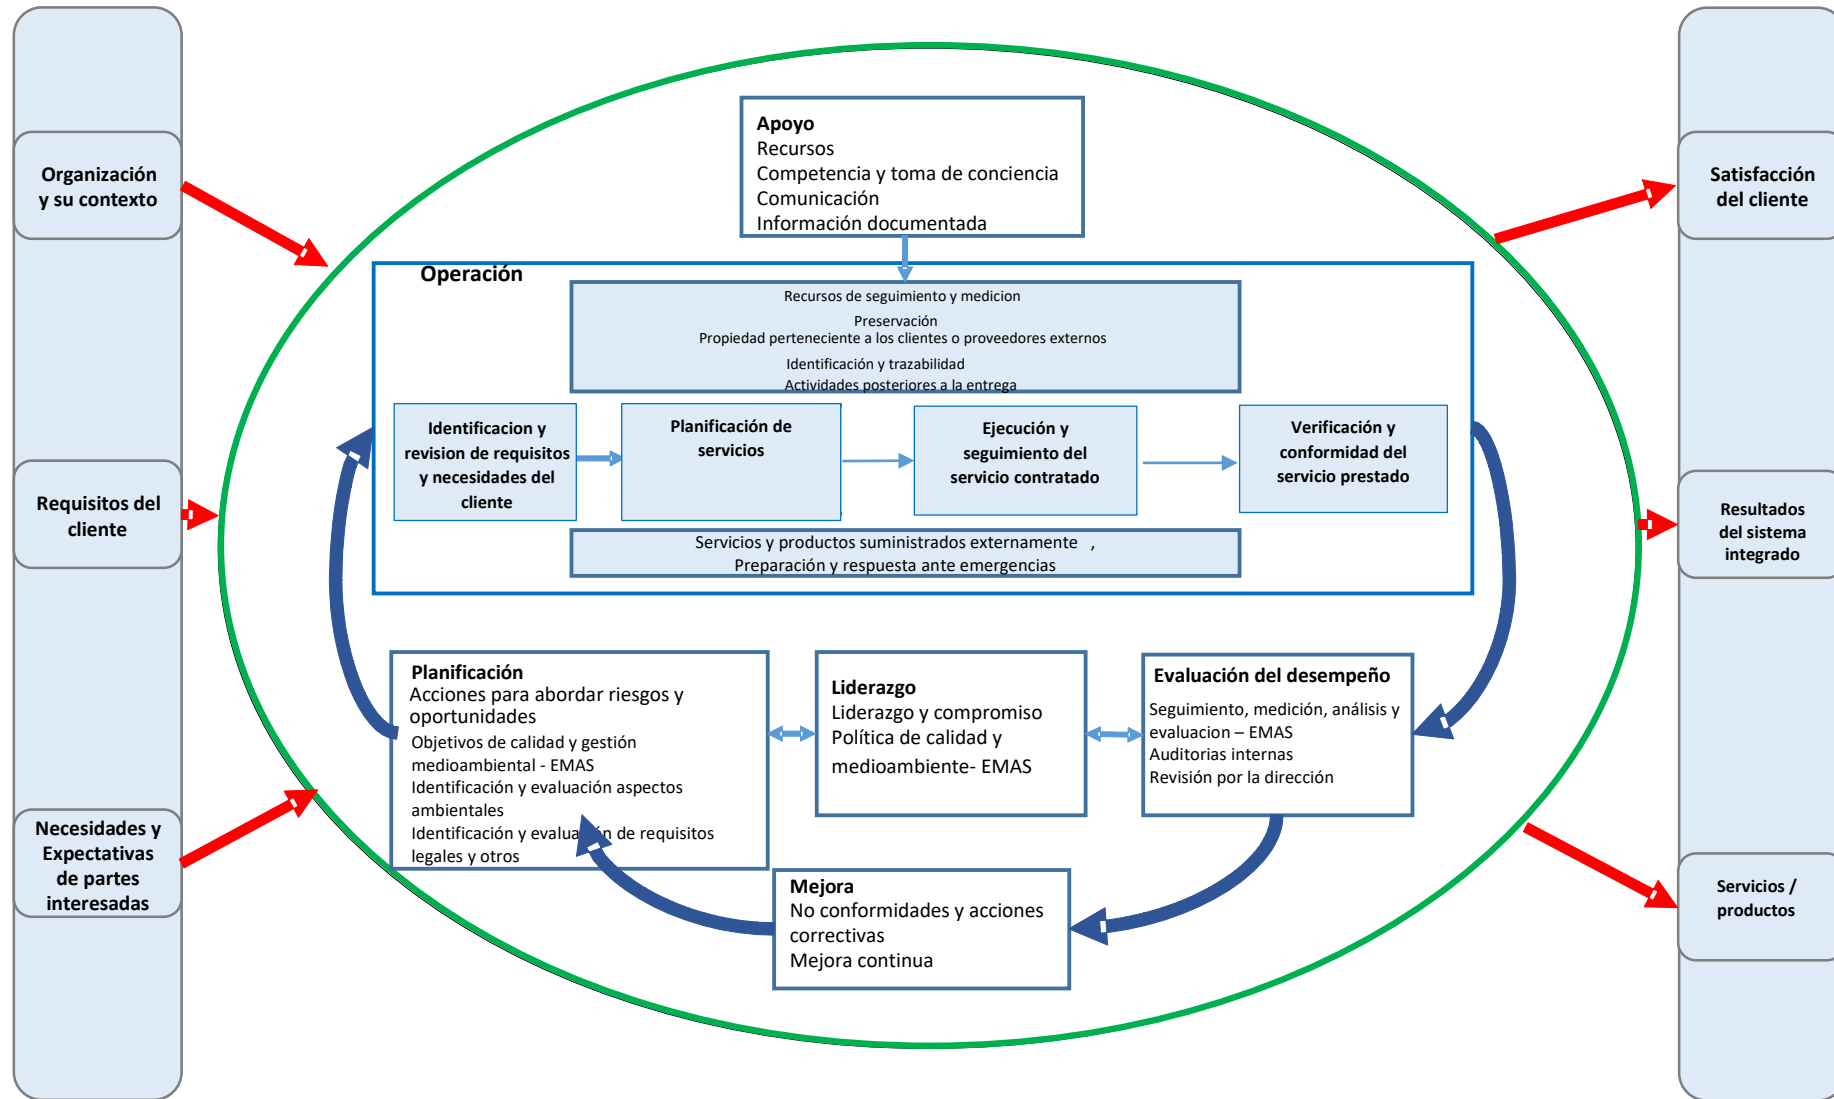 Organización
y su contexto
Requisitos del
cliente
Necesidades y
Expectativas
de partes
interesadas
Apoyo
Recursos
Competencia y toma de conciencia
Comunicación
Información documentada
Operación
Recursos de seguimiento y medicion
Preservación
Propiedad perteneciente a los clientes o proveedores externos
Identificación y trazabilidad
Actividades posteriores a la entrega
Identificacion y
revision de requisitos
y necesidades del
cliente
Planificación de
servicios
Ejecución y
seguimiento del
servicio contratado
Verificación y
conformidad del
servicio prestado
Servicios y productos suministrados externamente ,
Preparación y respuesta ante emergencias
Planificación
Acciones para abordar riesgos y
oportunidades
Objetivos de calidad y gestión
medioambiental - EMAS
Identificación y evaluación aspectos
ambientales
Identificación y evaluación de requisitos
legales y otros
Liderazgo
Liderazgo y compromiso
Política de calidad y
medioambiente- EMAS
Evaluación del desempeño
Seguimiento, medición, análisis y
evaluacion – EMAS
Auditorias internas
Revisión por la dirección
Mejora
No conformidades y acciones
correctivas
Mejora continua
Satisfacción
del cliente
Resultados
del sistema
integrado
Servicios /
productos